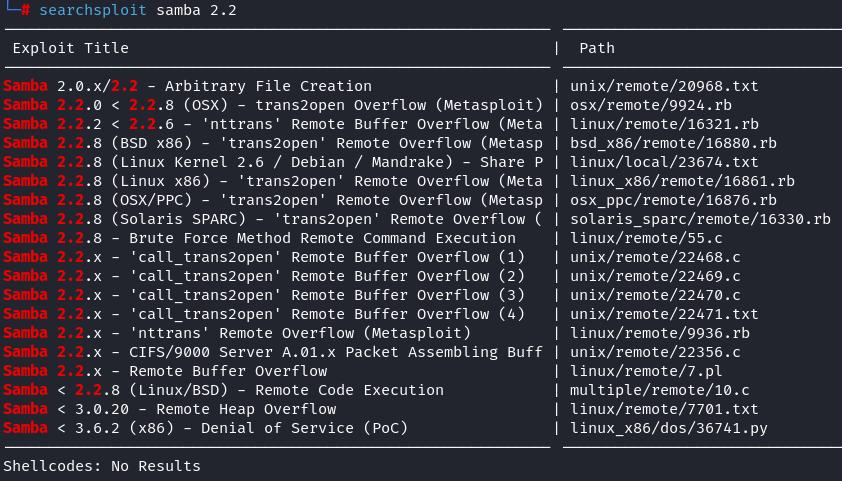 └─# searchsploit samba 2.2
Exploit Title | Path
Samba 2.0.x/2.2 - Arbitrary File Creation | unix/remote/20968.txt
Samba 2.2.0 < 2.2.8 (OSX) - trans2open Overflow (Metasploit) | osx/remote/9924.rb
Samba 2.2.2 < 2.2.6 - 'nttrans' Remote Buffer Overflow (Meta | linux/remote/16321.rb
Samba 2.2.8 (BSD x86) - 'trans2open' Remote Overflow (Metasp | bsd_x86/remote/16880.rb
Samba 2.2.8 (Linux Kernel 2.6 / Debian / Mandrake) - Share P | linux/local/23674.txt
Samba 2.2.8 (Linux x86) - 'trans2open' Remote Overflow (Meta | linux_x86/remote/16861.rb
Samba 2.2.8 (OSX/PPC) - 'trans2open' Remote Overflow (Metasp | osx_ppc/remote/16876.rb
Samba 2.2.8 (Solaris SPARC) - 'trans2open' Remote Overflow ( | solaris_sparc/remote/16330.rb
Samba 2.2.8 - Brute Force Method Remote Command Execution | linux/remote/55.c
Samba 2.2.x - 'call_trans2open' Remote Buffer Overflow (1) | unix/remote/22468.c
Samba 2.2.x - 'call_trans2open' Remote Buffer Overflow (2) | unix/remote/22469.c
Samba 2.2.x - 'call_trans2open' Remote Buffer Overflow (3) | unix/remote/22470.c
Samba 2.2.x - 'call_trans2open' Remote Buffer Overflow (4) | unix/remote/22471.txt
Samba 2.2.x - 'nttrans' Remote Overflow (Metasploit) | linux/remote/9936.rb
Samba 2.2.x - CIFS/9000 Server A.01.x Packet Assembling Buff | unix/remote/22356.c
Samba 2.2.x - Remote Buffer Overflow | linux/remote/7.pl
Samba < 2.2.8 (Linux/BSD) - Remote Code Execution | multiple/remote/10.c
Samba < 3.0.20 - Remote Heap Overflow | linux/remote/7701.txt
Samba < 3.6.2 (x86) - Denial of Service (PoC) | linux_x86/dos/36741.py
Shellcodes: No Results